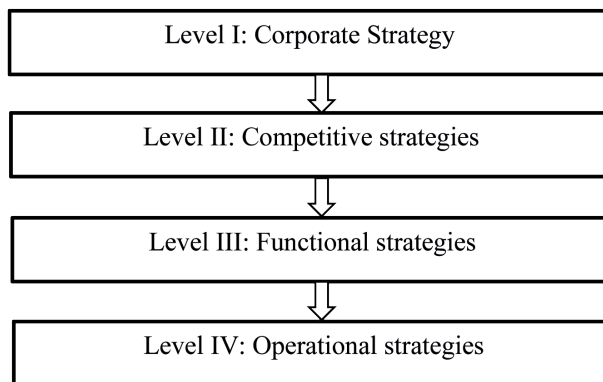 Level I: Corporate Strategy
Level II: Competitive strategies
Level III: Functional strategies
Level IV: Operational strategies